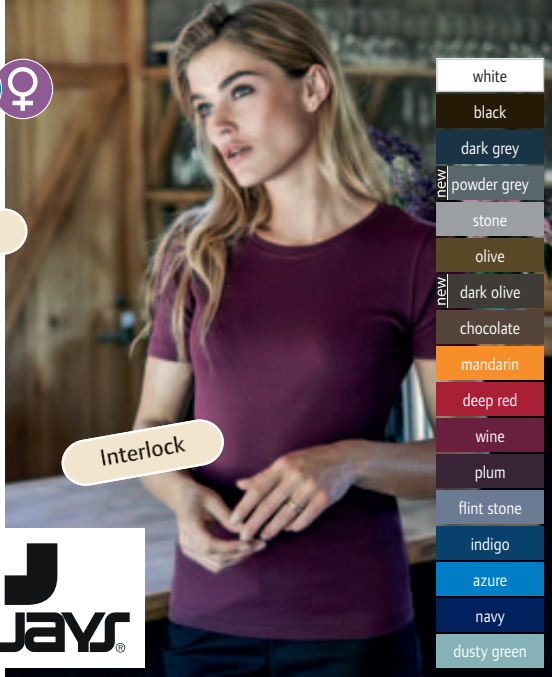 white
black
dark grey
new
powder grey
stone
olive
new
dark olive
chocolate
mandarin
deep red
wine
plum
flint stone
indigo
azure
navy
dusty green
Interlock
JAYS®